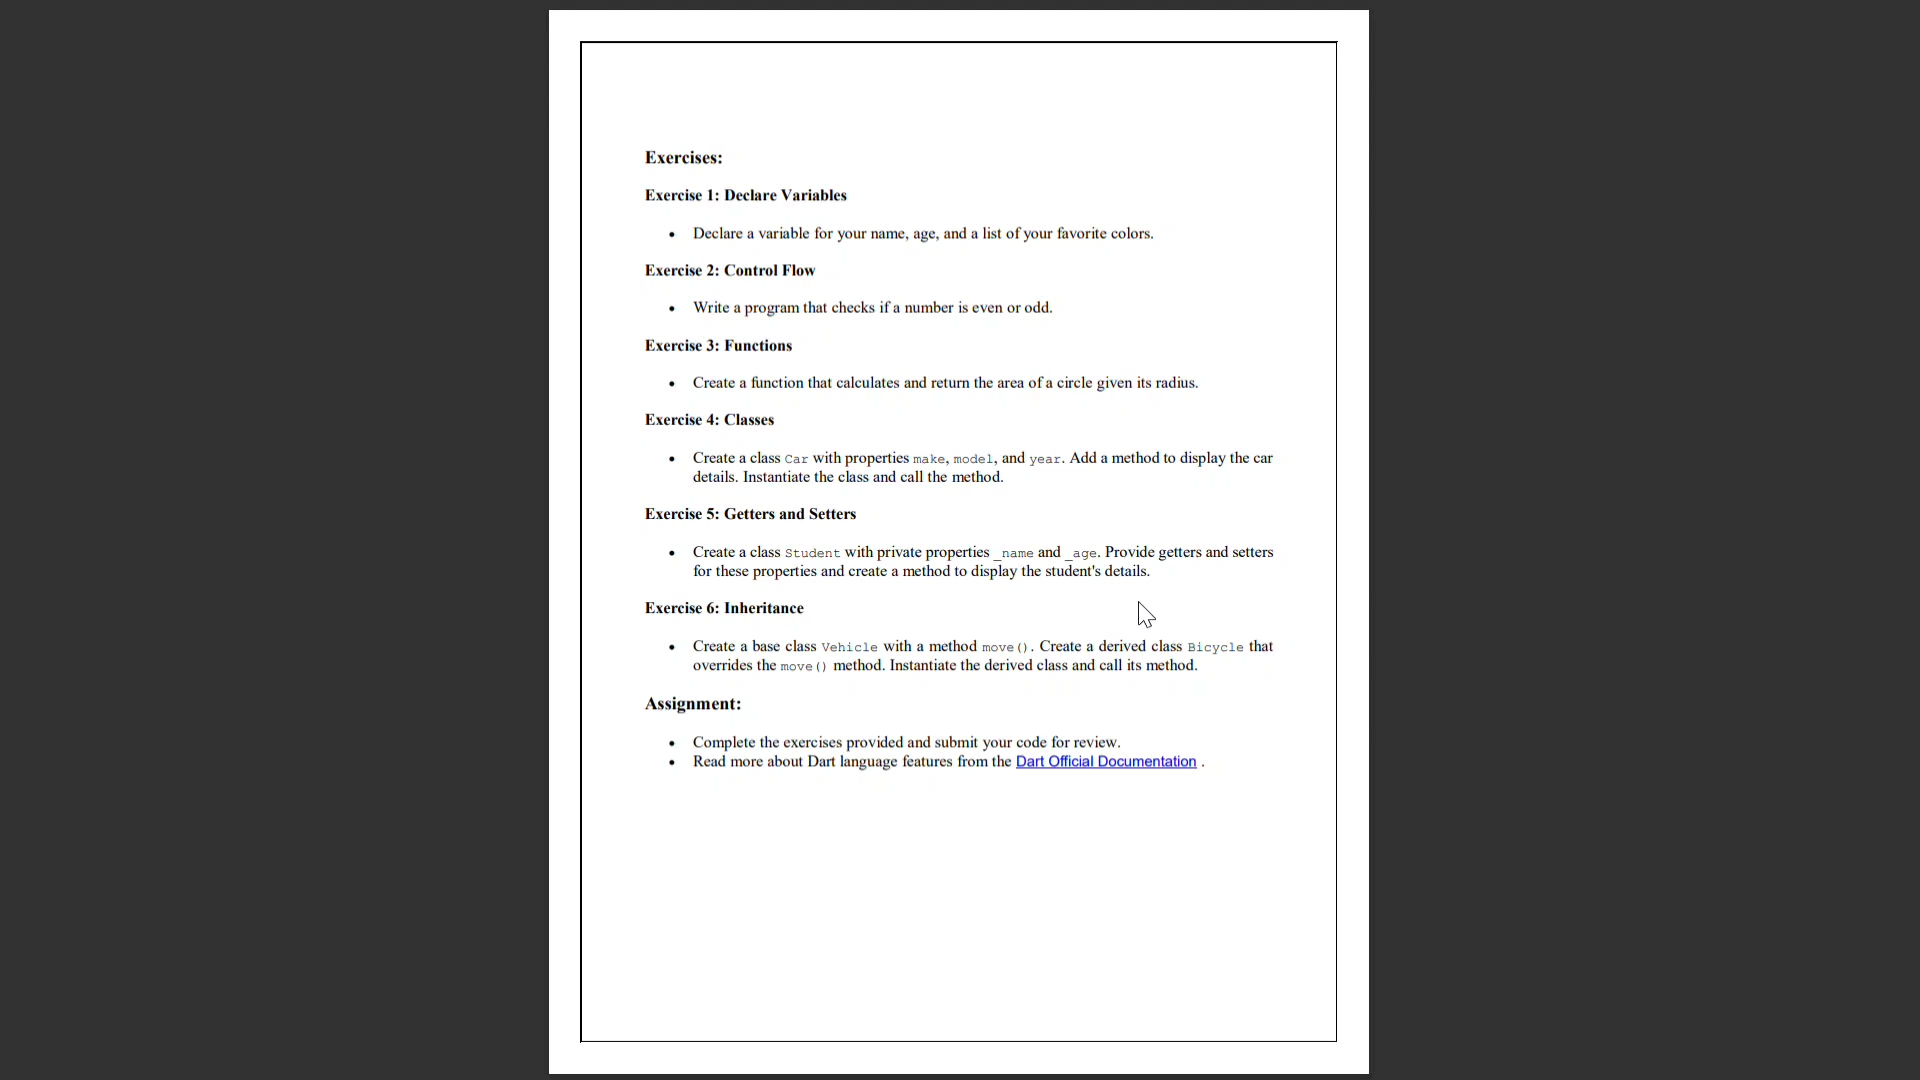 Exercises:
Exercise 1: Declare Variables
• Declare a variable for your name, age, and a list of your favorite colors.
Exercise 2: Control Flow
• Write a program that checks if a number is even or odd.
Exercise 3: Functions
• Create a function that calculates and return the area of a circle given its radius.
Exercise 4: Classes
• Create a class Car with properties make, model, and year. Add a method to display the car
details. Instantiate the class and call the method.
Exercise 5: Getters and Setters
• Create a class Student with private properties _name and _age. Provide getters and setters
for these properties and create a method to display the student's details.
Exercise 6: Inheritance
• Create a base class Vehicle with a method move(). Create a derived class Bicycle that
overrides the move() method. Instantiate the derived class and call its method.
Assignment:
• Complete the exercises provided and submit your code for review.
• Read more about Dart language features from the Dart Official Documentation .